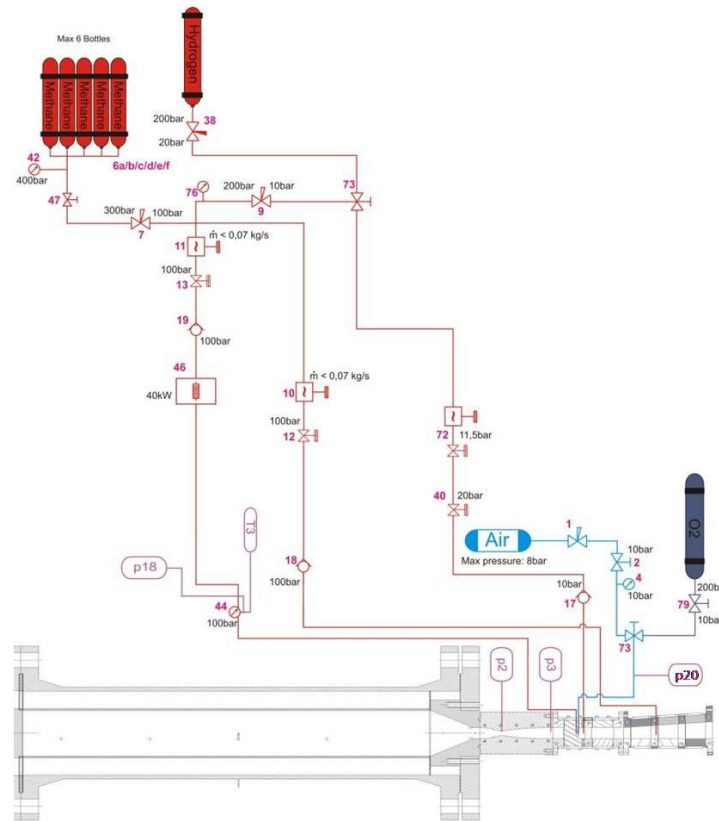 Max 6 Bottles
Hydrogen
Methane
Methane
Methane
Methane
Methane
200bar
38
20bar
42
6a/b/c/d/e/f
400bar
47
76
200bar
10bar
73
9
300bar
100bar
7
11
ṁ < 0,07 kg/s
100bar
13
19
100bar
46
40kW
ṁ < 0,07 kg/s
10
100bar
12
72
11,5bar
40
20bar
T3
Air
1
O2
Max pressure: 8bar
10bar
2
4
10bar
p18
18
100bar
10bar
17
200b
79
10ba
44
100bar
73
p2
p3
p20